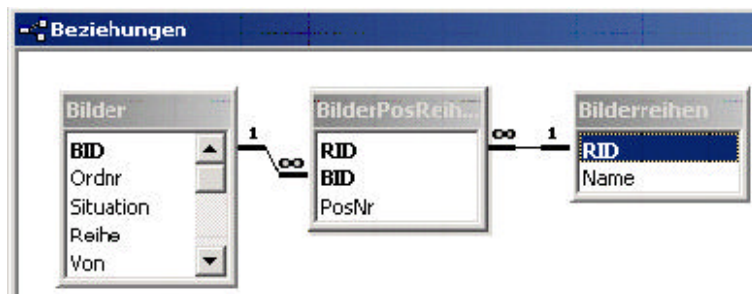 Beziehungen
Bilder
BID
Ordnr
Situation
Reihe
Von
1
∞
BilderPosReih...
RID
BID
PosNr
∞
1
Bilderreihen
RID
Name